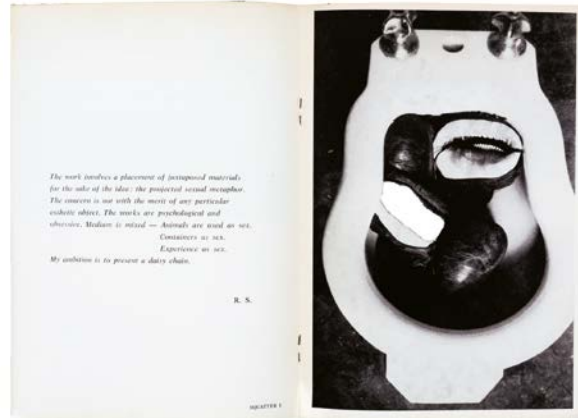 The work involves a placement of juxtaposed materials
for the sake of the idea: the projected sexual metaphor.
The concern is not with the merit of any particular
esthetic object. The works are psychological and
obsessive. Medium is mixed — Animals are used as sex.
Containers as sex.
Experience as sex.
My ambition is to present a daisy chain.
R. S.
SQUATTER I